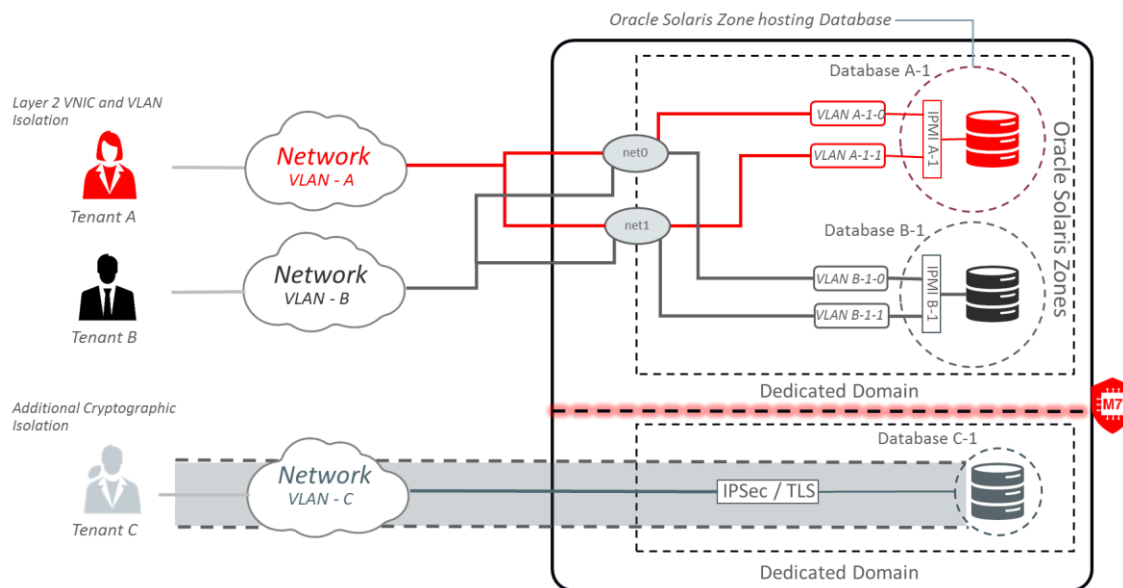 Oracle Solaris Zone hosting Database
Layer 2 VNIC and VLAN
Isolation
Tenant A
Network
VLAN - A
net0
net1
Database A-1
VLAN A-1-0
VLAN A-1-1
IPMI A-1
Oracle Solaris Zones
Tenant B
Network
VLAN - B
Database B-1
VLAN B-1-0
VLAN B-1-1
IPMI B-1
Dedicated Domain
M7
Additional Cryptographic
Isolation
Tenant C
Network
VLAN - C
Database C-1
IPSec / TLS
Dedicated Domain